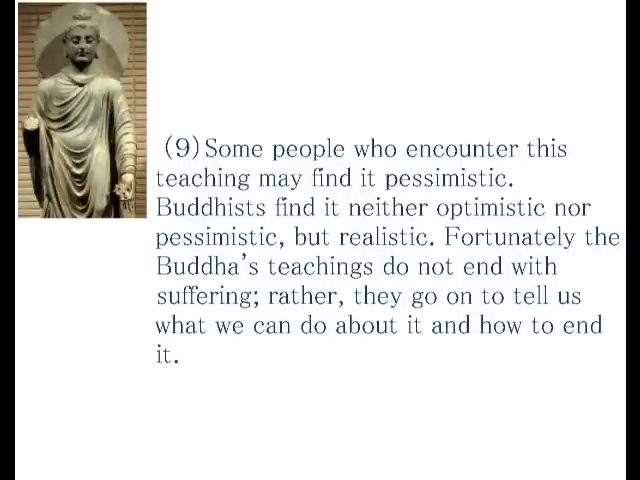 (9)Some people who encounter this
teaching may find it pessimistic.
Buddhists find it neither optimistic nor
pessimistic, but realistic. Fortunately the
Buddha's teachings do not end with
suffering; rather, they go on to tell us
what we can do about it and how to end
it.